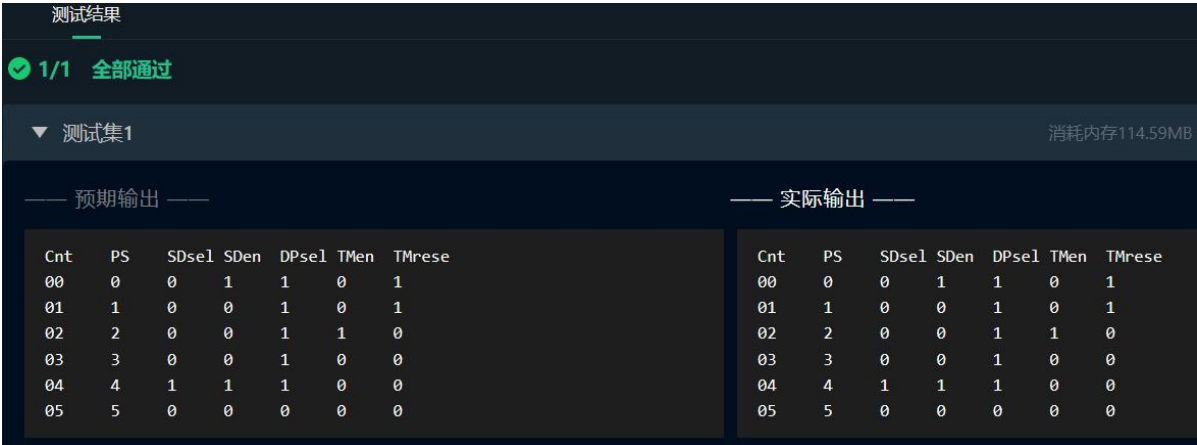 测试结果
1/1 全部通过
▼ 测试集1 消耗内存114.59MB
—— 预期输出 ——
Cnt PS SDsel SDen DPsel TMen TMrese
00 0 0 1 1 0 1
01 1 0 0 1 0 1
02 2 0 0 1 1 0
03 3 0 0 1 0 0
04 4 1 1 1 0 0
05 5 0 0 0 0 0
—— 实际输出 ——
Cnt PS SDsel SDen DPsel TMen TMrese
00 0 0 1 1 0 1
01 1 0 0 1 0 1
02 2 0 0 1 1 0
03 3 0 0 1 0 0
04 4 1 1 1 0 0
05 5 0 0 0 0 0